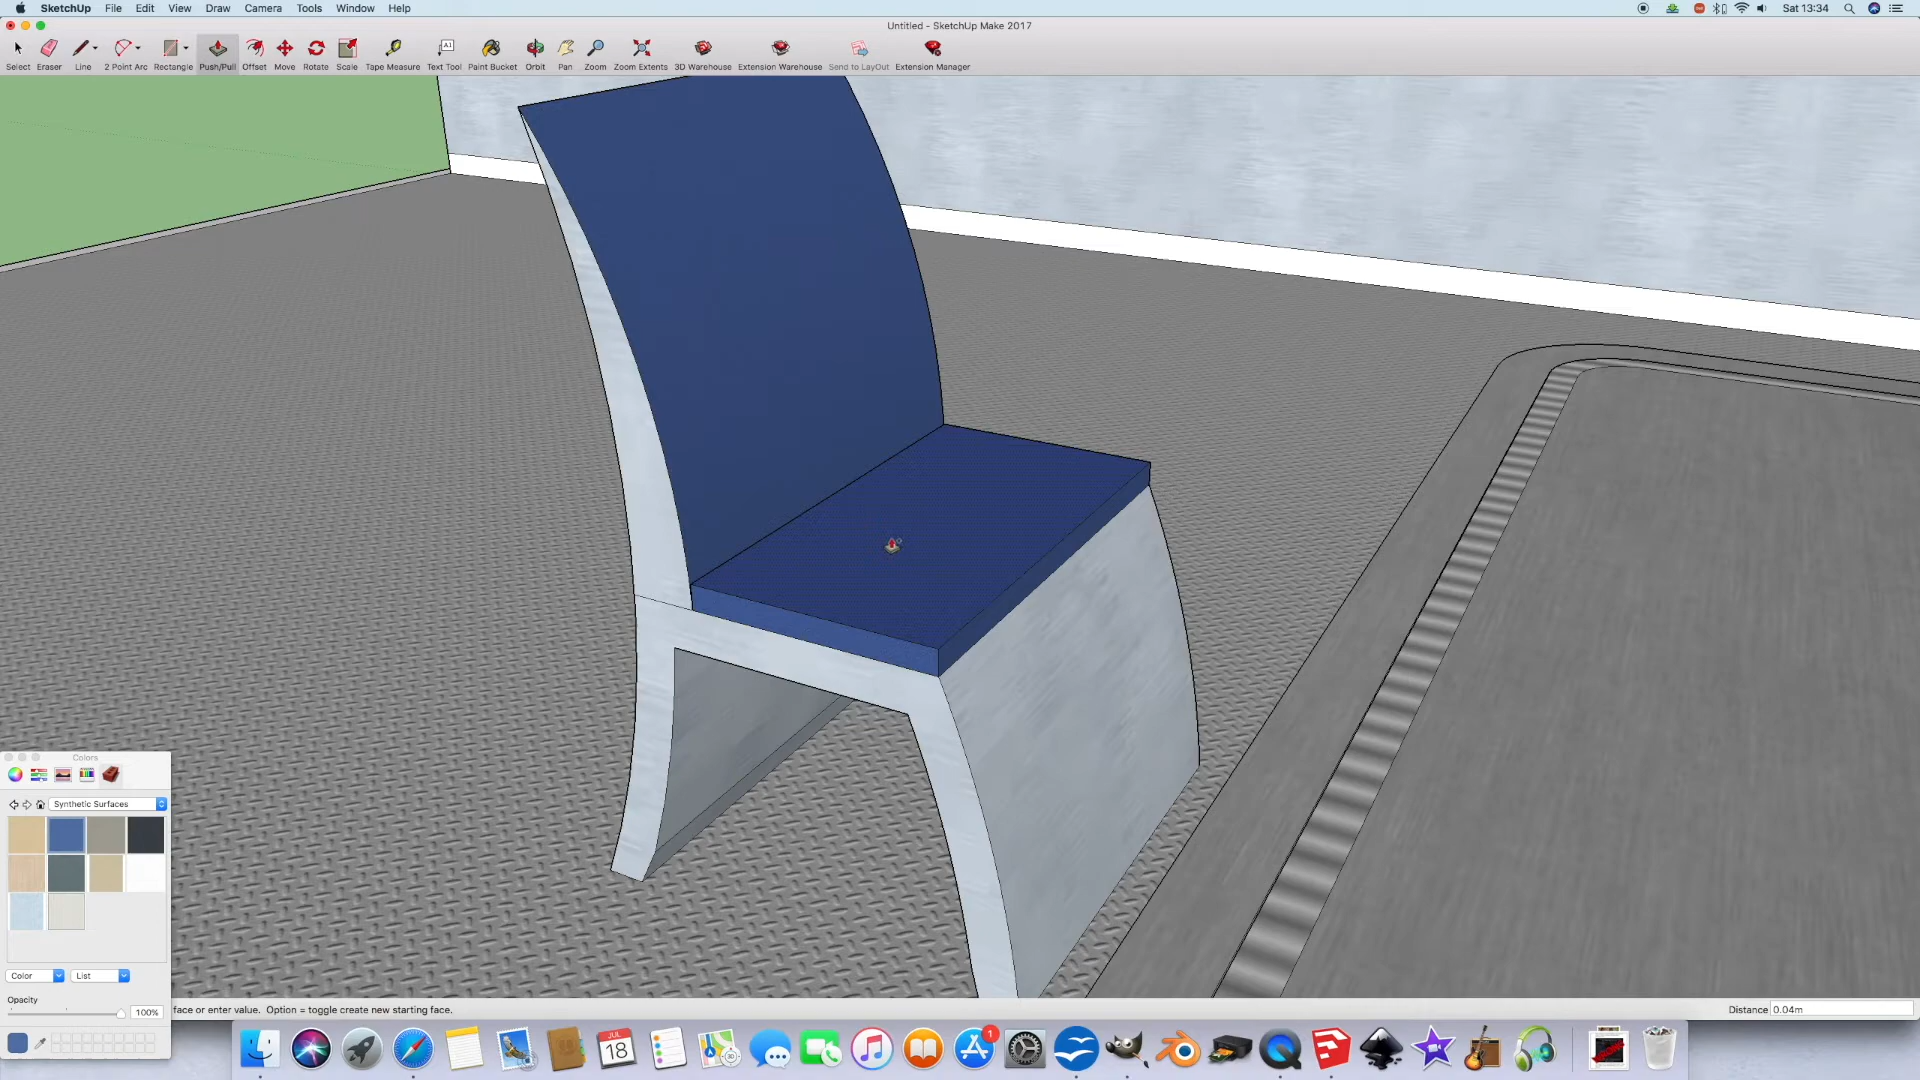 SketchUp File Edit View Draw Camera Tools Window Help Sat 13:34
Untitled - SketchUp Make 2017
Select Eraser Line 2 Point Arc Rectangle Push/Pull Offset Move Rotate Scale Tape Measure Text Tool Paint Bucket Orbit Pan Zoom Zoom Extents 3D Warehouse Extension Warehouse Send to LayOut Extension Manager
Colors
Synthetic Surfaces
Color List
Opacity
100%
face or enter value. Option = toggle create new starting face. Distance 0.04m
JUL
18
1